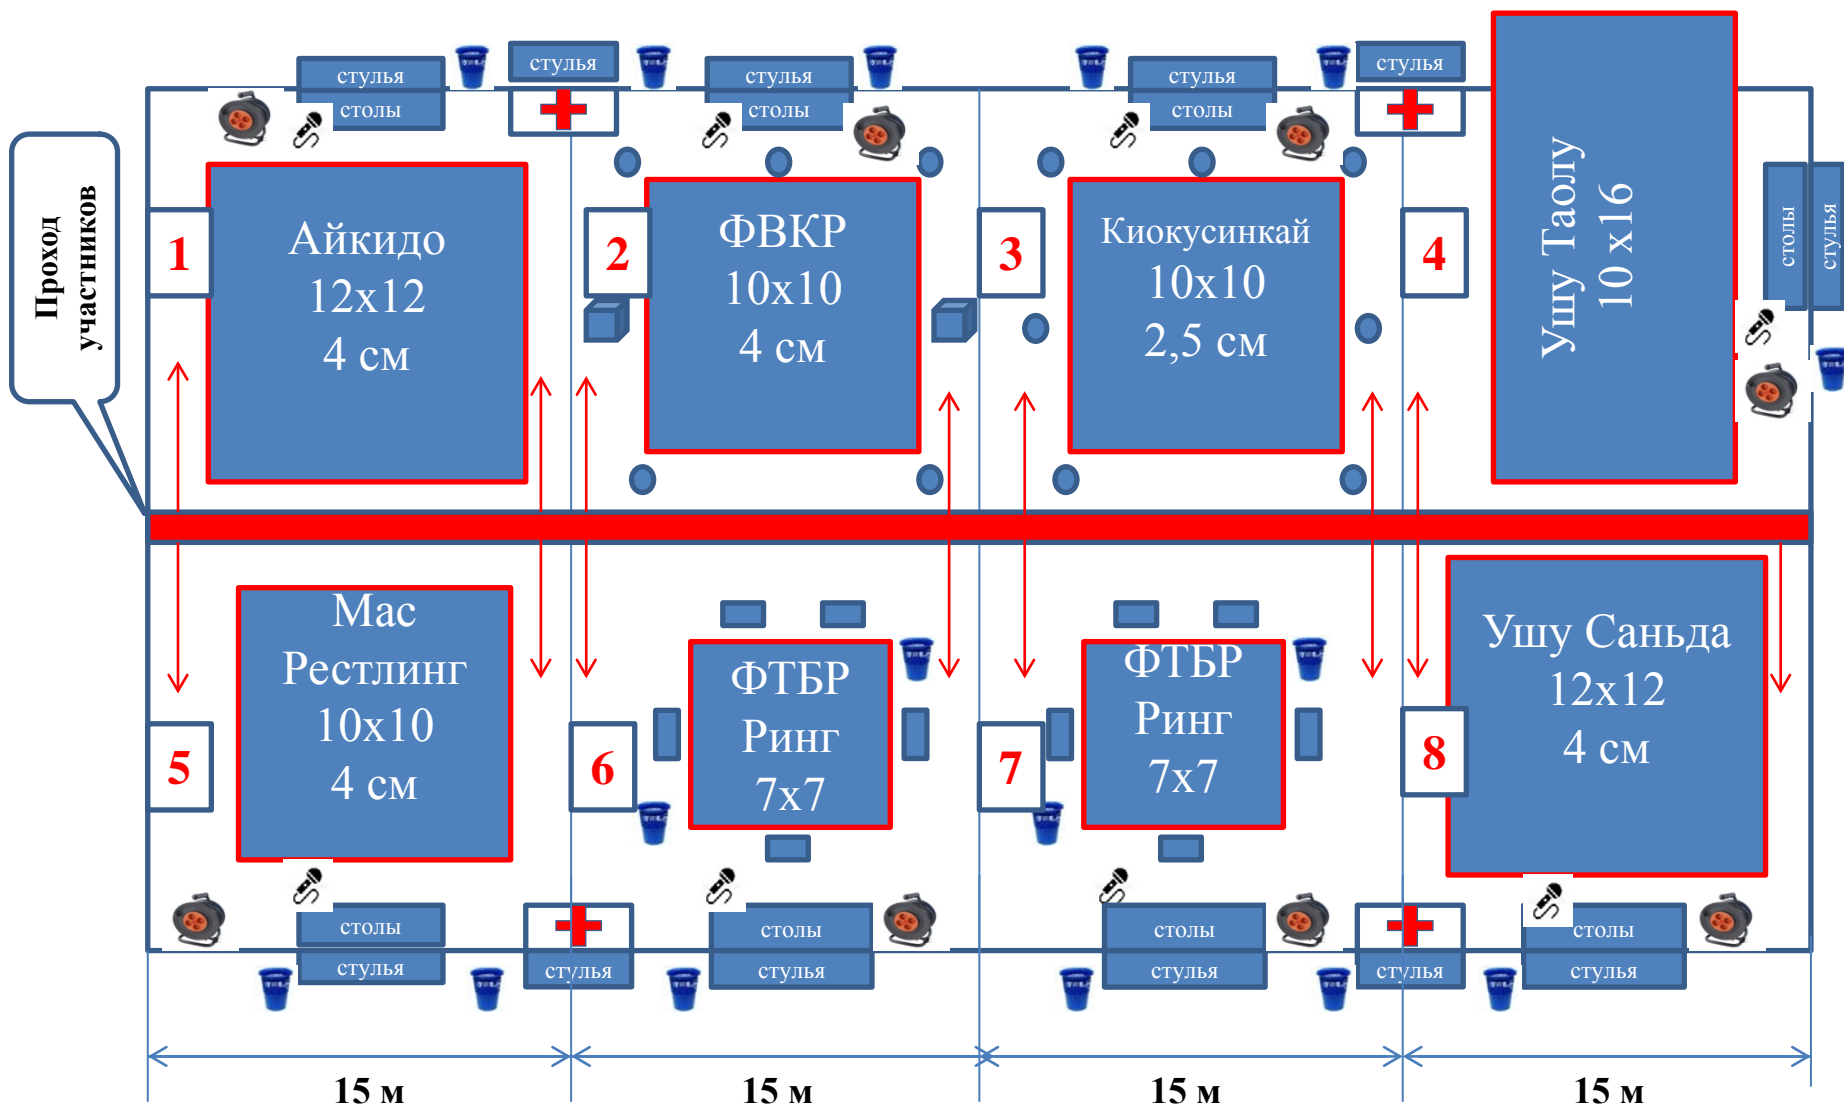 стулья
стулья
стулья
стулья
стулья
столы
столы
столы
Проход
участников
1
Айкидо
12х12
4 см
2
ФВКР
10х10
4 см
3
Киокусинкай
10х10
2,5 см
4
Ушу Таолу
10 х16
столы
стулья
5
Мас
Рестлинг
10х10
4 см
6
ФТБР
Ринг
7х7
7
ФТБР
Ринг
7х7
8
Ушу Саньда
12х12
4 см
столы
столы
столы
столы
стулья
стулья
стулья
стулья
стулья
стулья
15 м
15 м
15 м
15 м